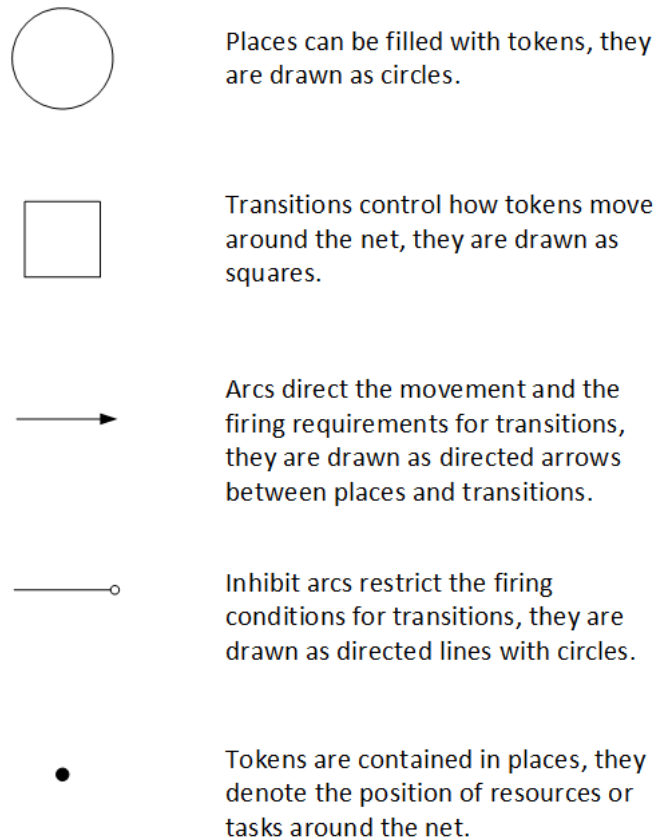 Places can be filled with tokens, they
are drawn as circles.
Transitions control how tokens move
around the net, they are drawn as
squares.
Arcs direct the movement and the
firing requirements for transitions,
they are drawn as directed arrows
between places and transitions.
Inhibit arcs restrict the firing
conditions for transitions, they are
drawn as directed lines with circles.
Tokens are contained in places, they
denote the position of resources or
tasks around the net.